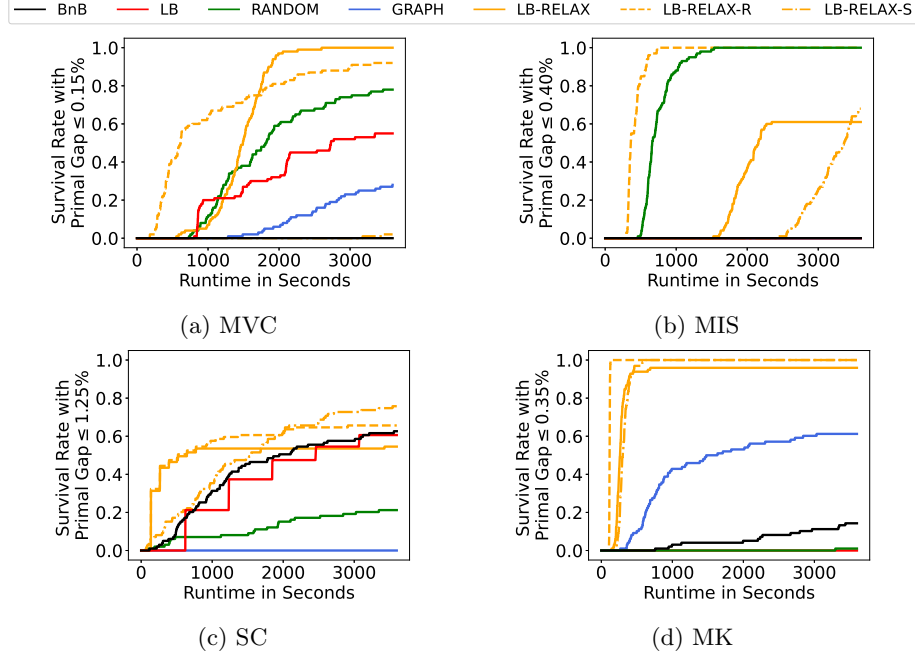 BnB LB RANDOM GRAPH LB-RELAX LB-RELAX-R LB-RELAX-S
Survival Rate with
Primal Gap ≤ 0.15%
1.0
0.8
0.6
0.4
0.2
0.0
0 1000 2000 3000
Runtime in Seconds
(a) MVC
Survival Rate with
Primal Gap ≤ 0.40%
1.0
0.8
0.6
0.4
0.2
0.0
0 1000 2000 3000
Runtime in Seconds
(b) MIS
Survival Rate with
Primal Gap ≤ 1.25%
1.0
0.8
0.6
0.4
0.2
0.0
0 1000 2000 3000
Runtime in Seconds
(c) SC
Survival Rate with
Primal Gap ≤ 0.35%
1.0
0.8
0.6
0.4
0.2
0.0
0 1000 2000 3000
Runtime in Seconds
(d) MK